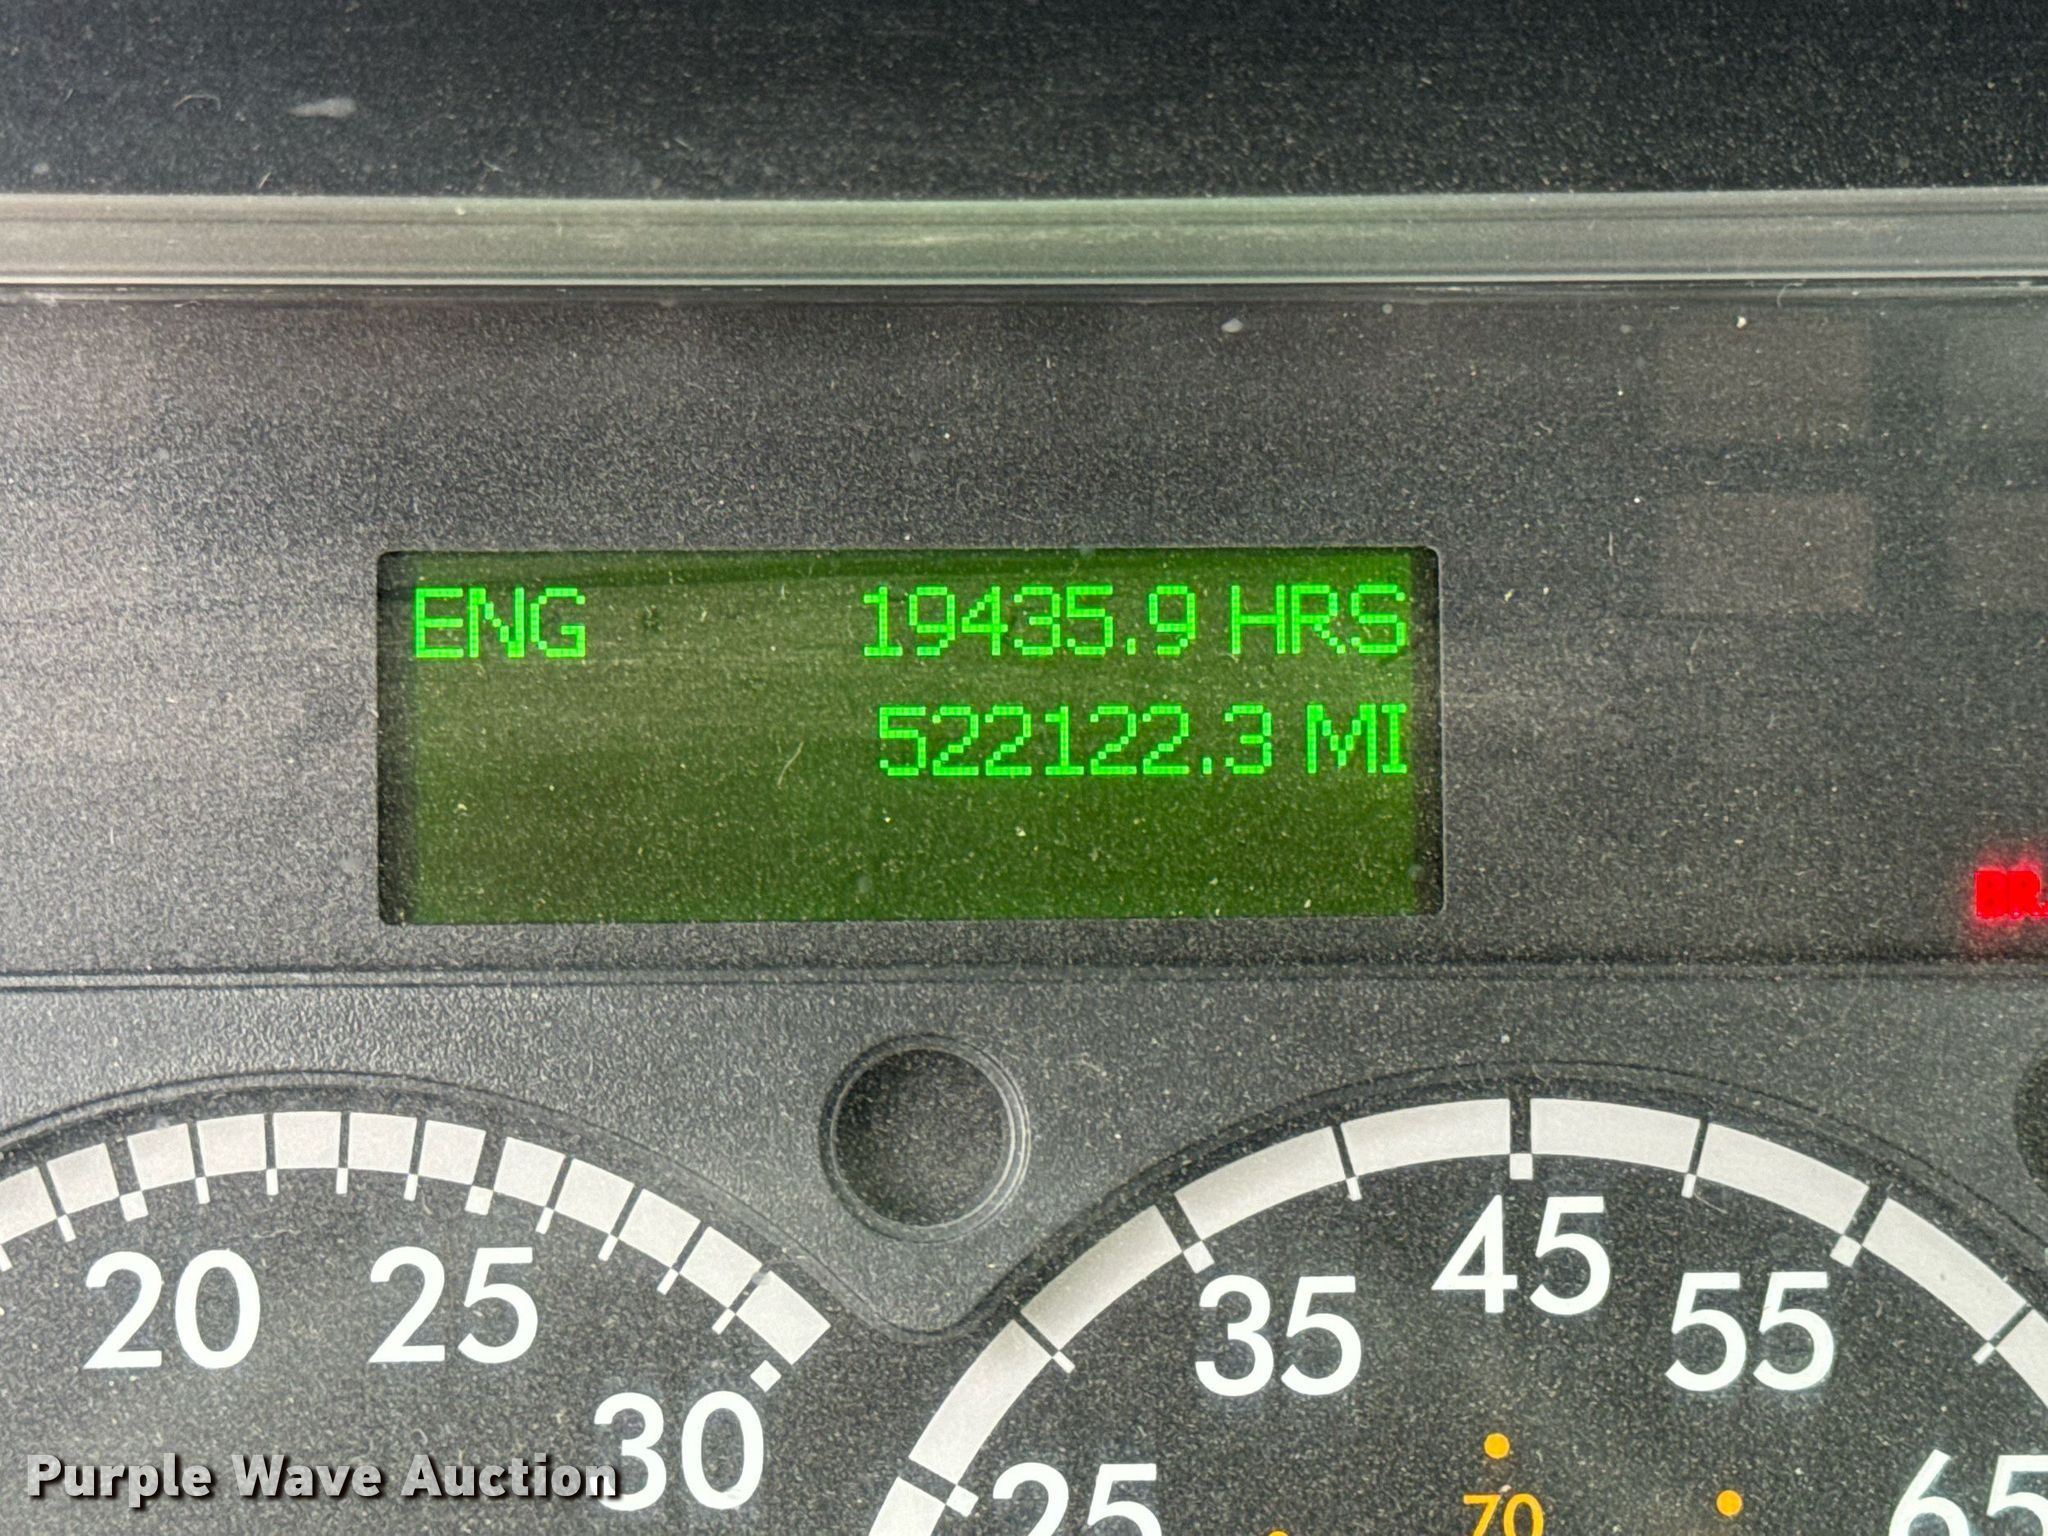 ENG 19435.9 HRS
522122.3 MI
20 25 30
25 35 45 55 65
70
Purple Wave Auction